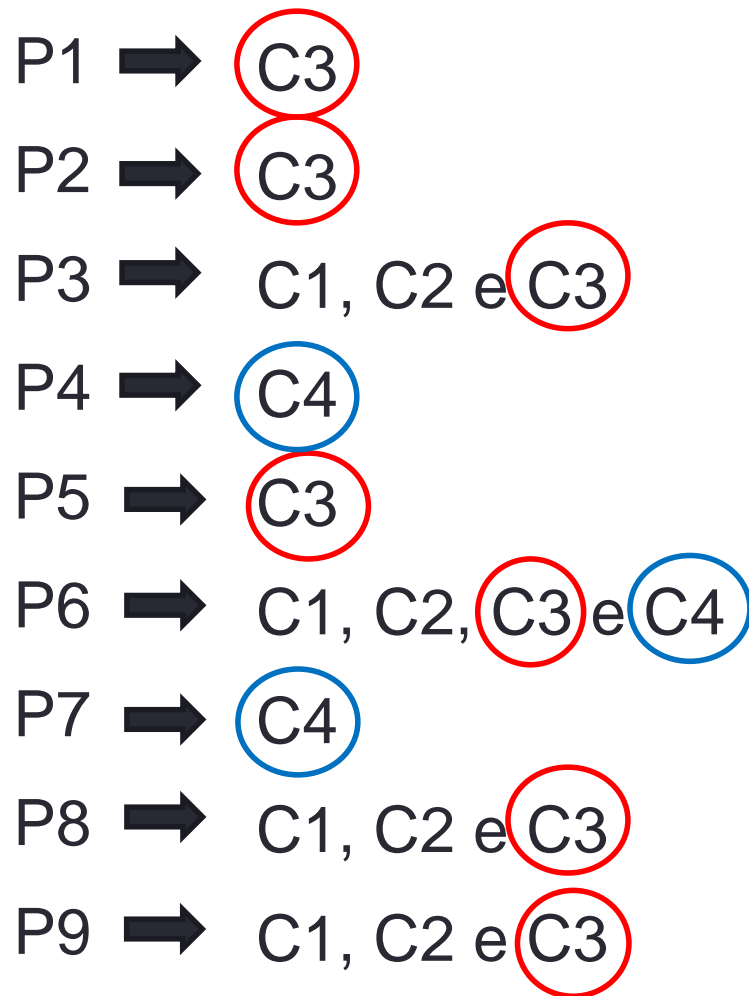 P1 C3
P2 C3
P3 C1, C2 e C3
P4 C4
P5 C3
P6 C1, C2, C3 e C4
P7 C4
P8 C1, C2 e C3
P9 C1, C2 e C3